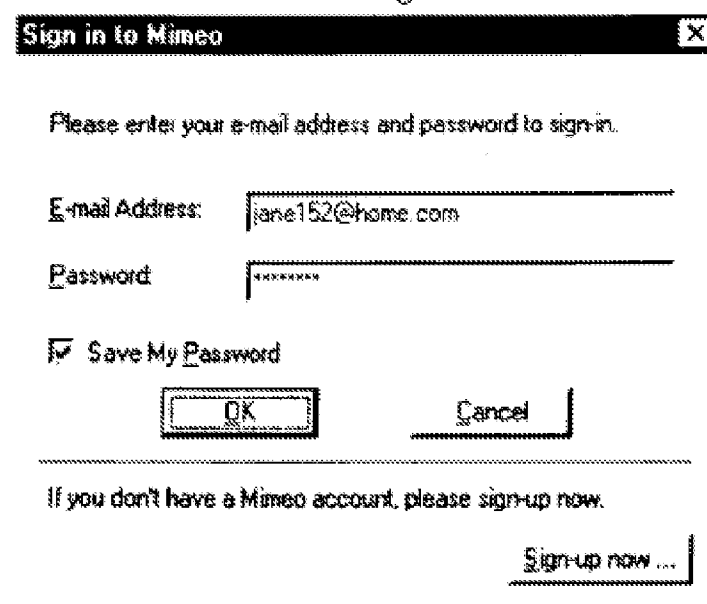 Sign in to Mimeo
Please enter your e-mail address and password to sign-in.
E-mail Address: jane152@home.com
Password: ********
Save My Password
OK Cancel
If you don't have a Mimeo account, please sign-up now.
Sign-up now ...